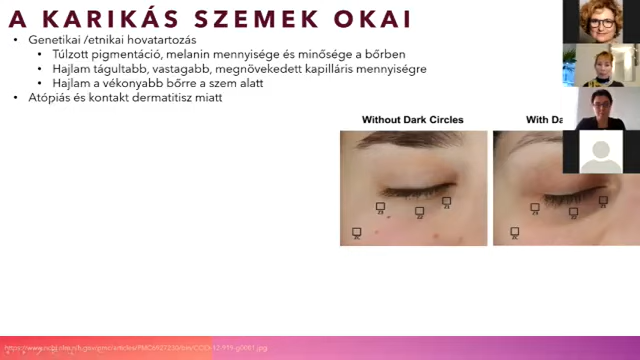 A KARIKÁS SZEMEK OKAI
• Genetikai /etnikai hovatartozás
• Túlzott pigmentáció, melanin mennyisége és minősége a bőrben
• Hajlam tágultabb, vastagabb, megnövekedett kapilláris mennyiségre
• Hajlam a vékonyabb bőrre a szem alatt
• Atópiás és kontakt dermatitisz miatt
Without Dark Circles
With Da